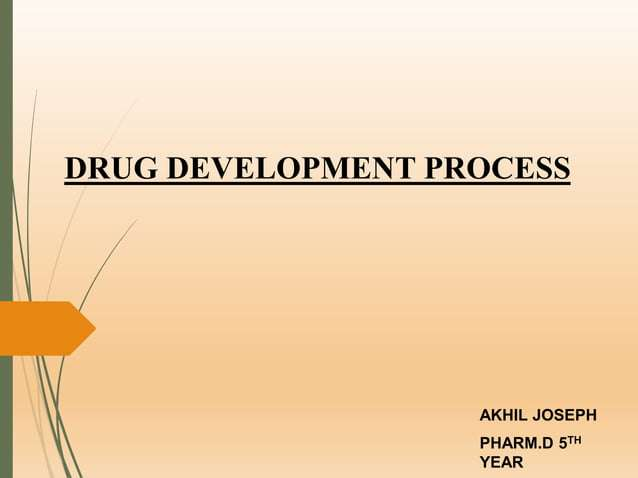 DRUG DEVELOPMENT PROCESS
AKHIL JOSEPH
PHARM.D 5TH
YEAR